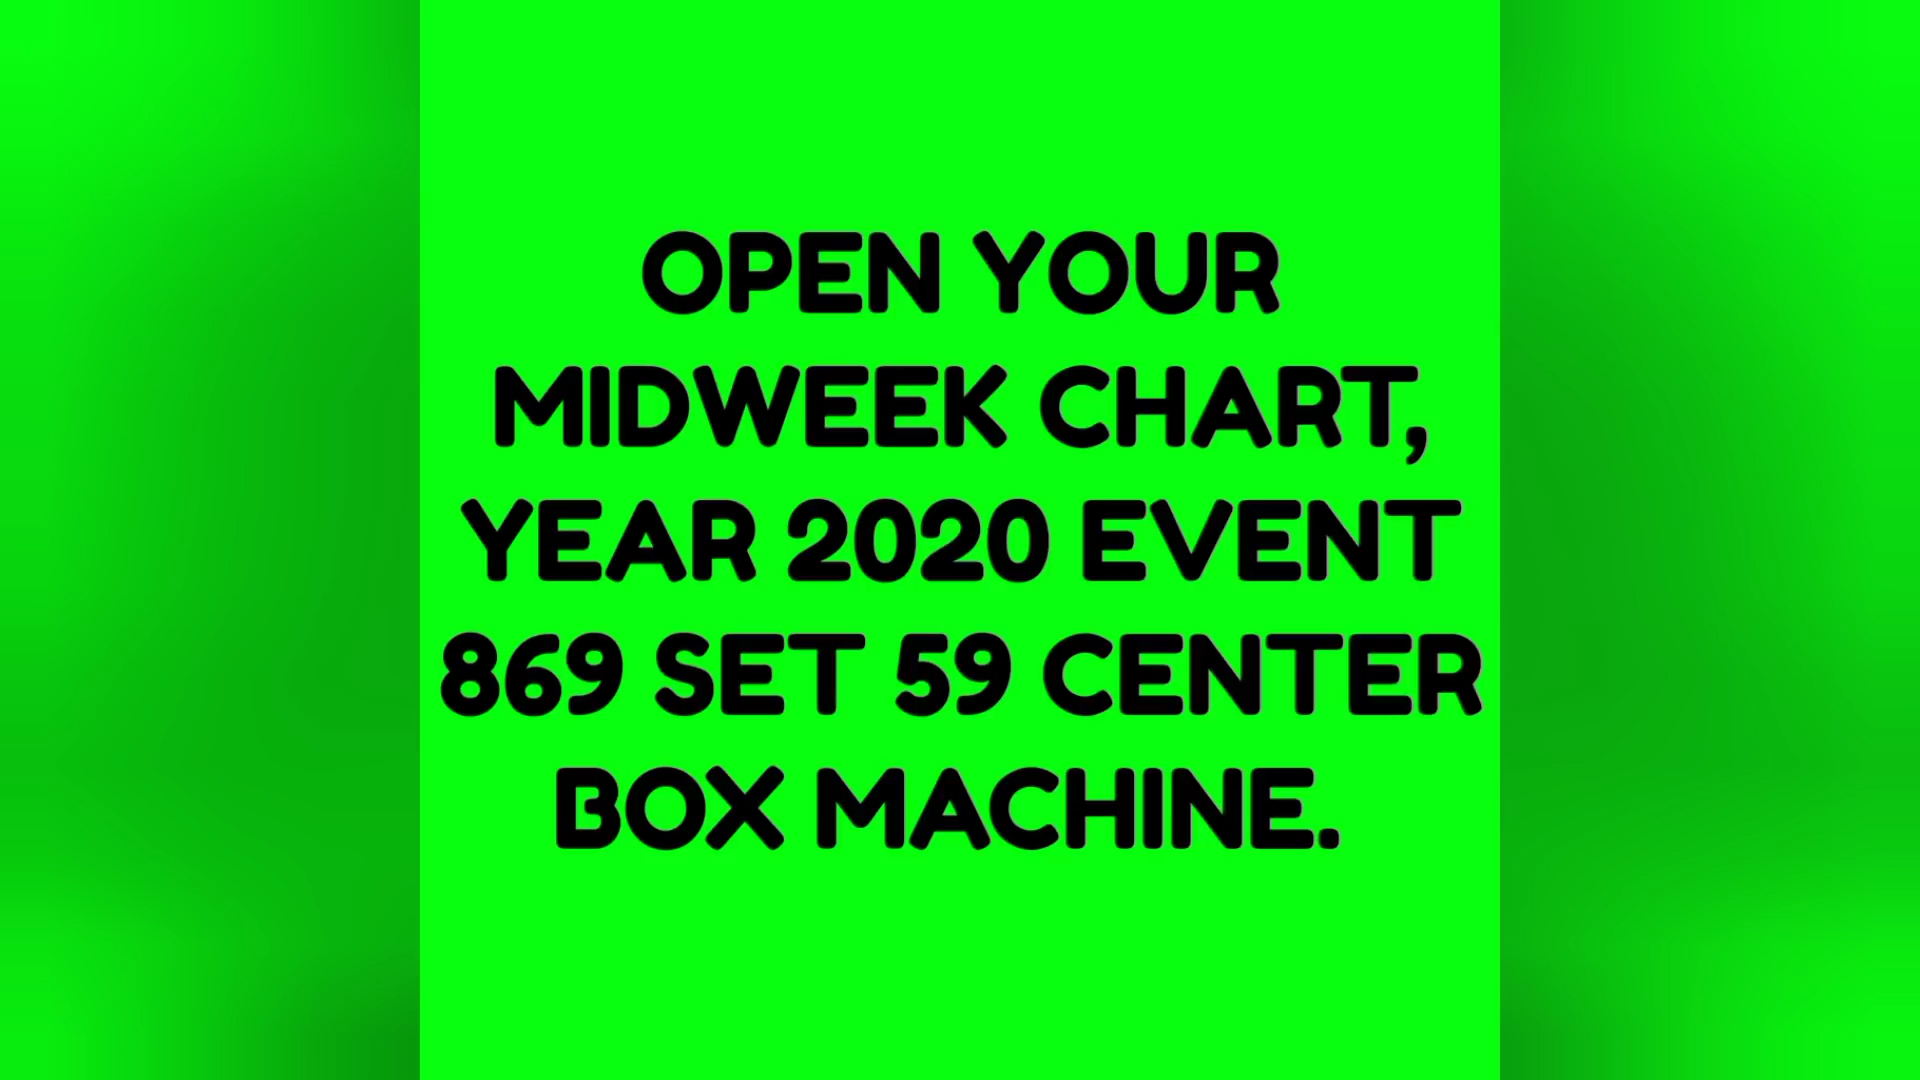 OPEN YOUR
MIDWEEK CHART,
YEAR 2020 EVENT
869 SET 59 CENTER
BOX MACHINE.